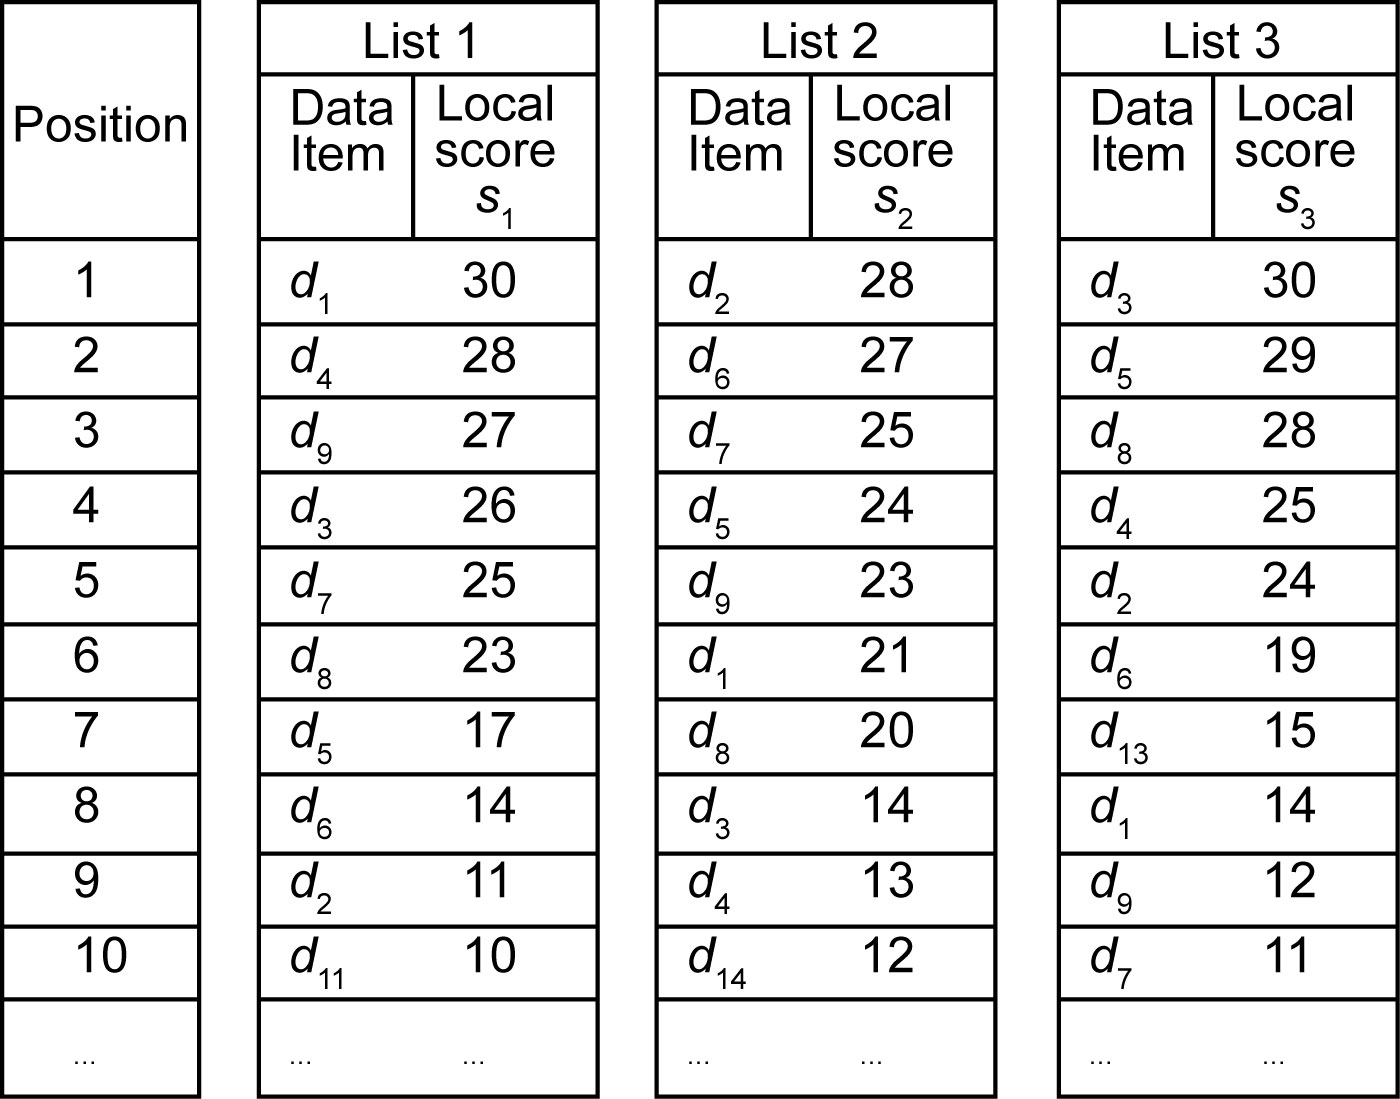 List 1 List 2 List 3
Position Data Item Local score s₁ Data Item Local score s₂ Data Item Local score s₃
1 d₁ 30 d₂ 28 d₃ 30
2 d₄ 28 d₆ 27 d₅ 29
3 d₉ 27 d₇ 25 d₈ 28
4 d₃ 26 d₅ 24 d₄ 25
5 d₇ 25 d₉ 23 d₂ 24
6 d₈ 23 d₁ 21 d₆ 19
7 d₅ 17 d₈ 20 d₁₃ 15
8 d₆ 14 d₃ 14 d₁ 14
9 d₂ 11 d₄ 13 d₉ 12
10 d₁₁ 10 d₁₄ 12 d₇ 11
... ... ... ... ... ... ...